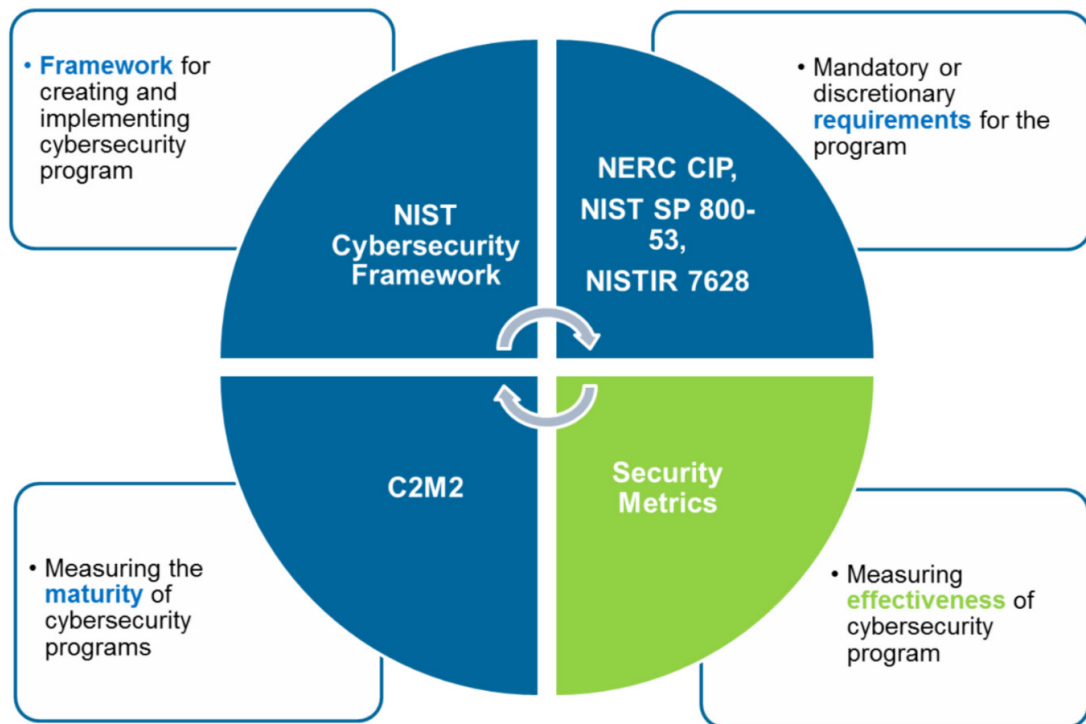 • Framework for
creating and
implementing
cybersecurity
program
• Mandatory or
discretionary
requirements for the
program
NIST
Cybersecurity
Framework
NERC CIP,
NIST SP 800-
53,
NISTIR 7628
C2M2
Security
Metrics
• Measuring the
maturity of
cybersecurity
programs
• Measuring
effectiveness of
cybersecurity
program